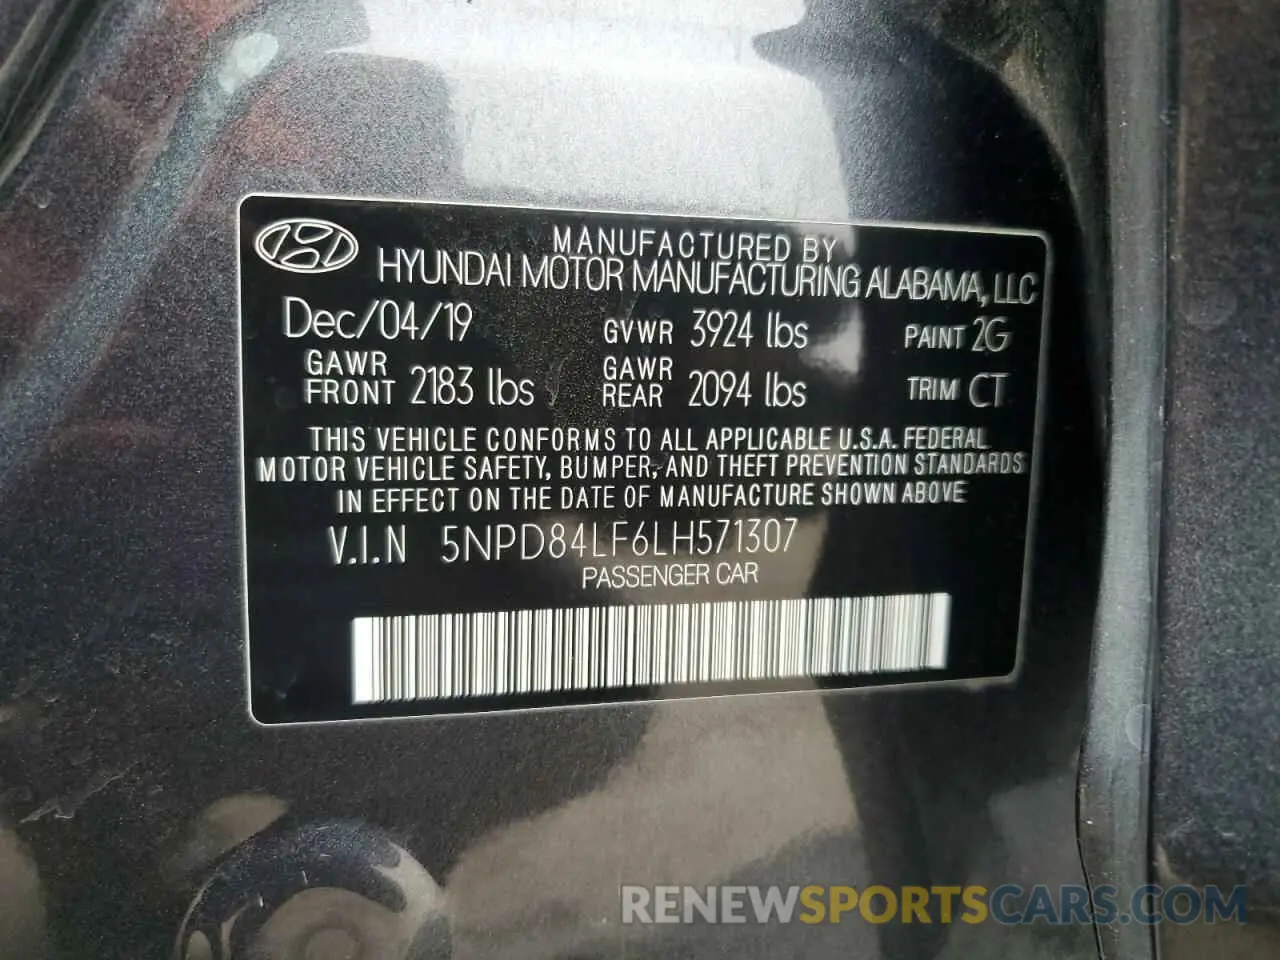 MANUFACTURED BY
HYUNDAI MOTOR MANUFACTURING ALABAMA, LLC
Dec/04/19 GVWR 3924 lbs PAINT 2G
GAWR FRONT 2183 lbs GAWR REAR 2094 lbs TRIM CT
THIS VEHICLE CONFORMS TO ALL APPLICABLE U.S.A. FEDERAL
MOTOR VEHICLE SAFETY, BUMPER, AND THEFT PREVENTION STANDARDS
IN EFFECT ON THE DATE OF MANUFACTURE SHOWN ABOVE
V.I.N 5NPD84LF6LH571307
PASSENGER CAR
RENEWSPORTSCARS.COM